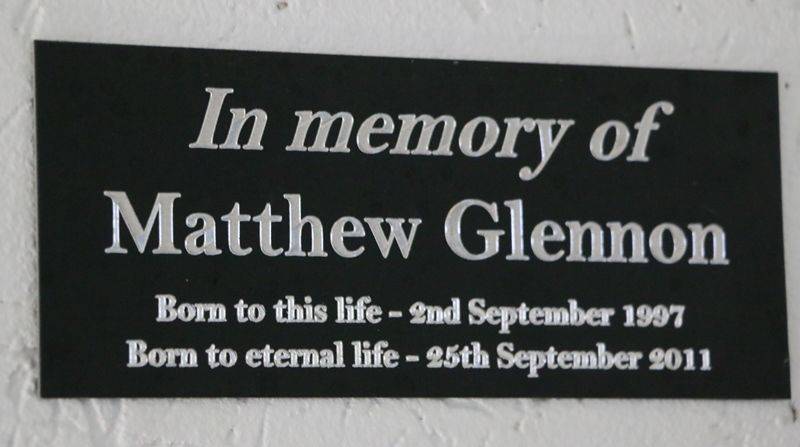 In memory of
Matthew Glennon
Born to this life - 2nd September 1997
Born to eternal life - 25th September 2011